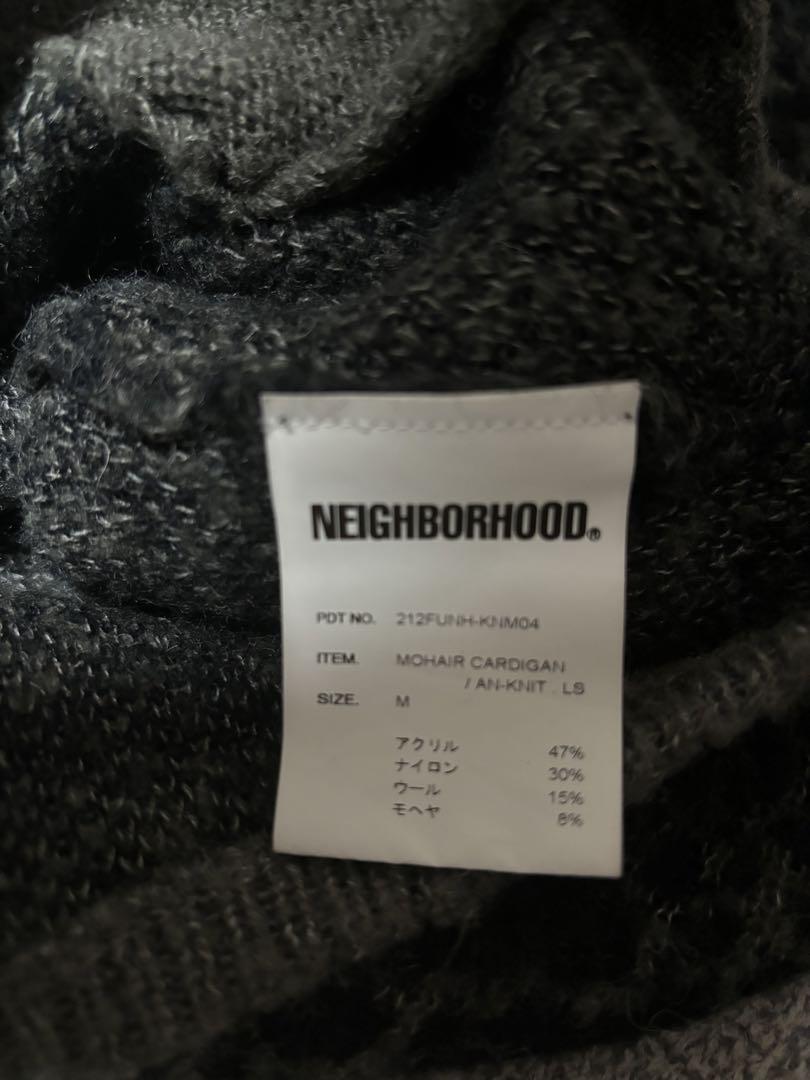 NEIGHBORHOOD®
PDT NO. 212FUNH-KNM04
ITEM. MOHAIR CARDIGAN
/ AN-KNIT . LS
SIZE. M
アクリル 47%
ナイロン 30%
ウール 15%
モヘヤ 8%